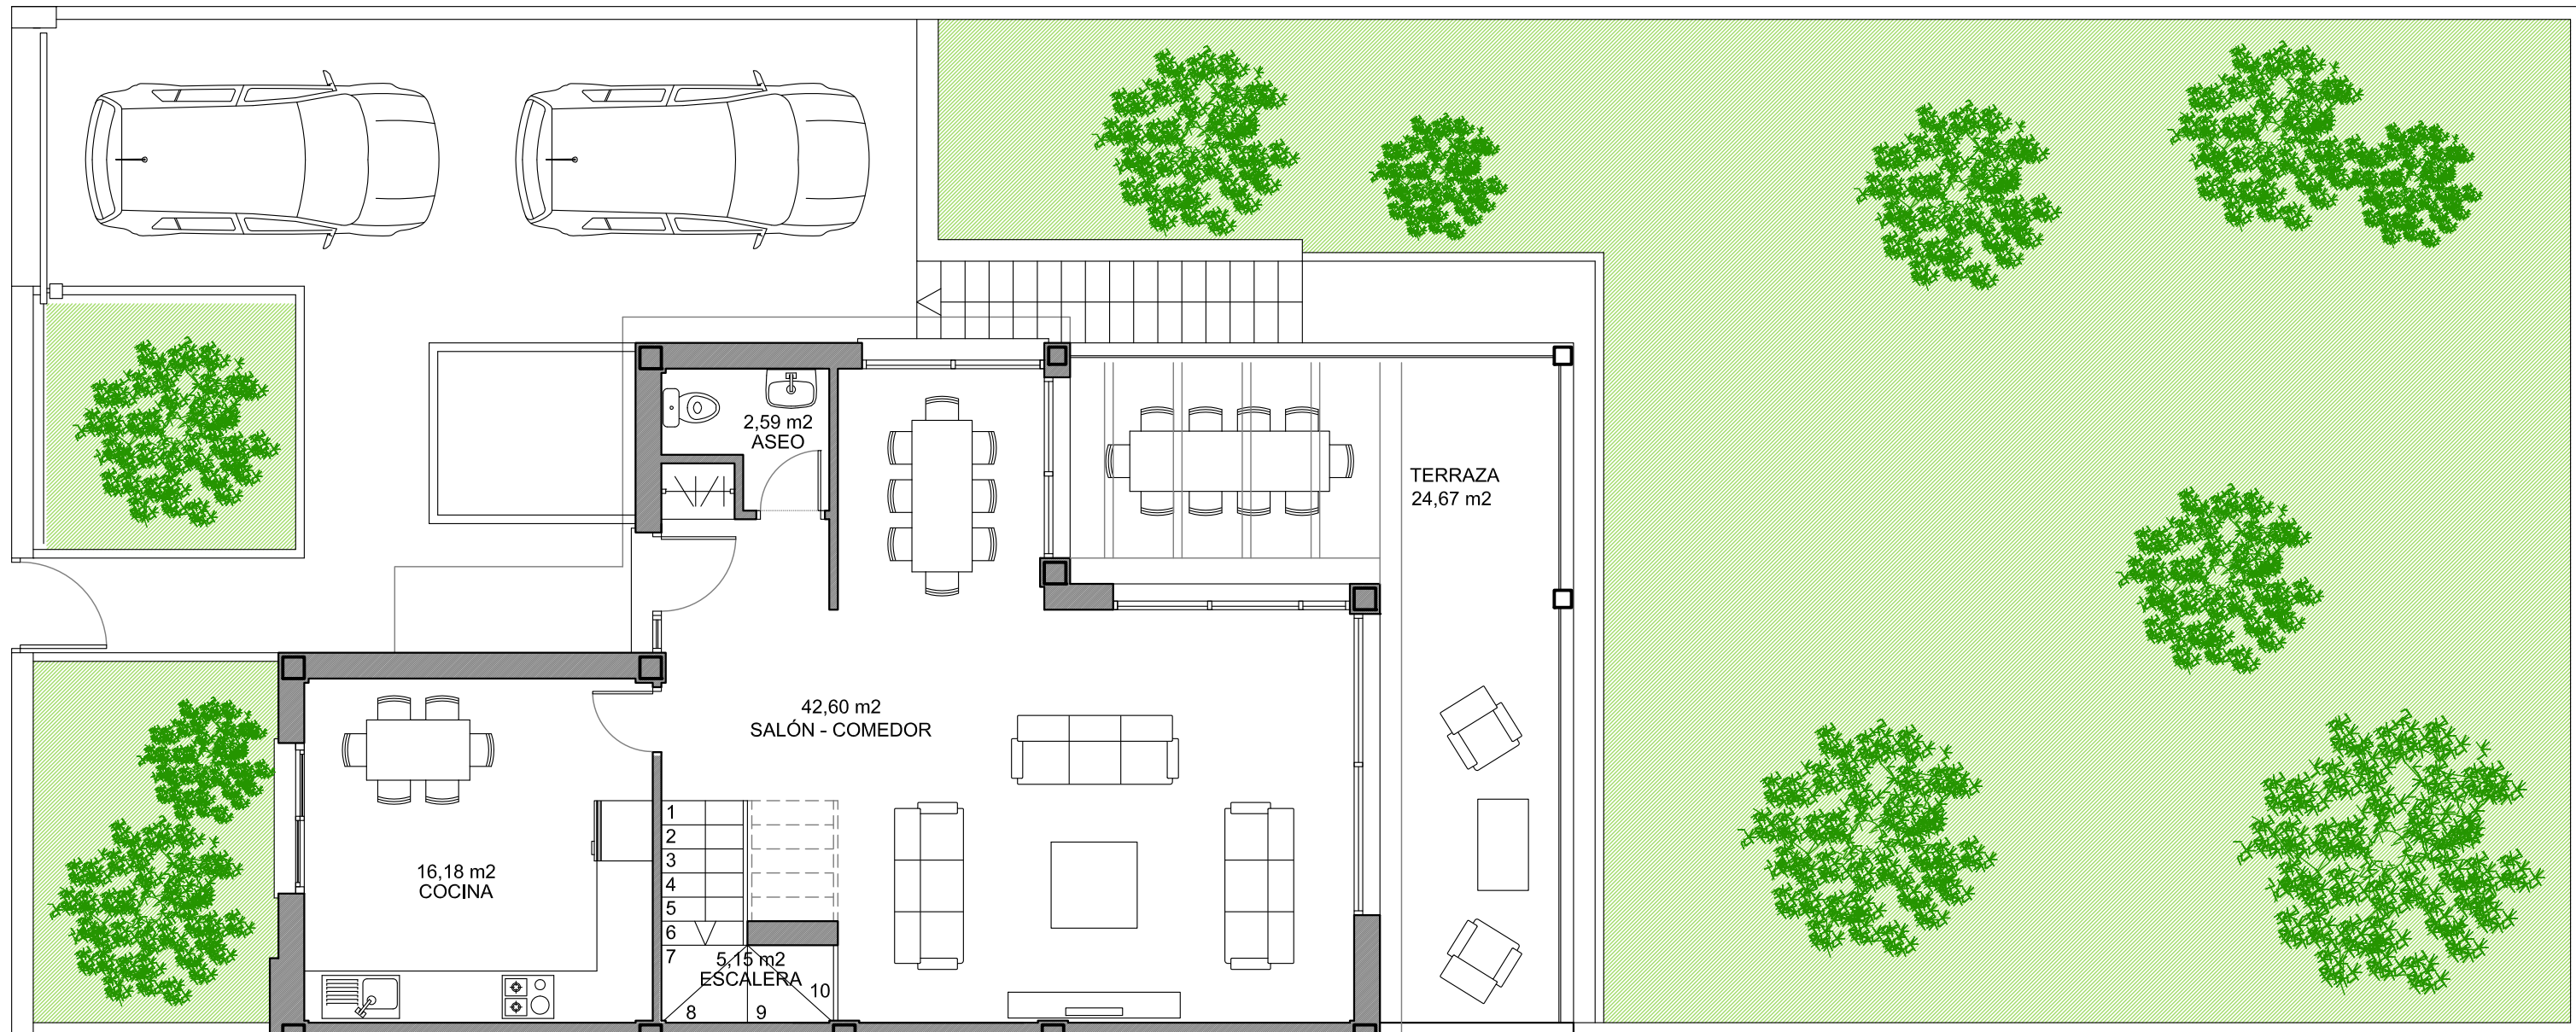 2,59 m2
ASEO
TERRAZA
24,67 m2
42,60 m2
SALÓN - COMEDOR
16,18 m2
COCINA
1
2
3
4
5
6
7
5,15 m2
ESCALERA
8
9
10